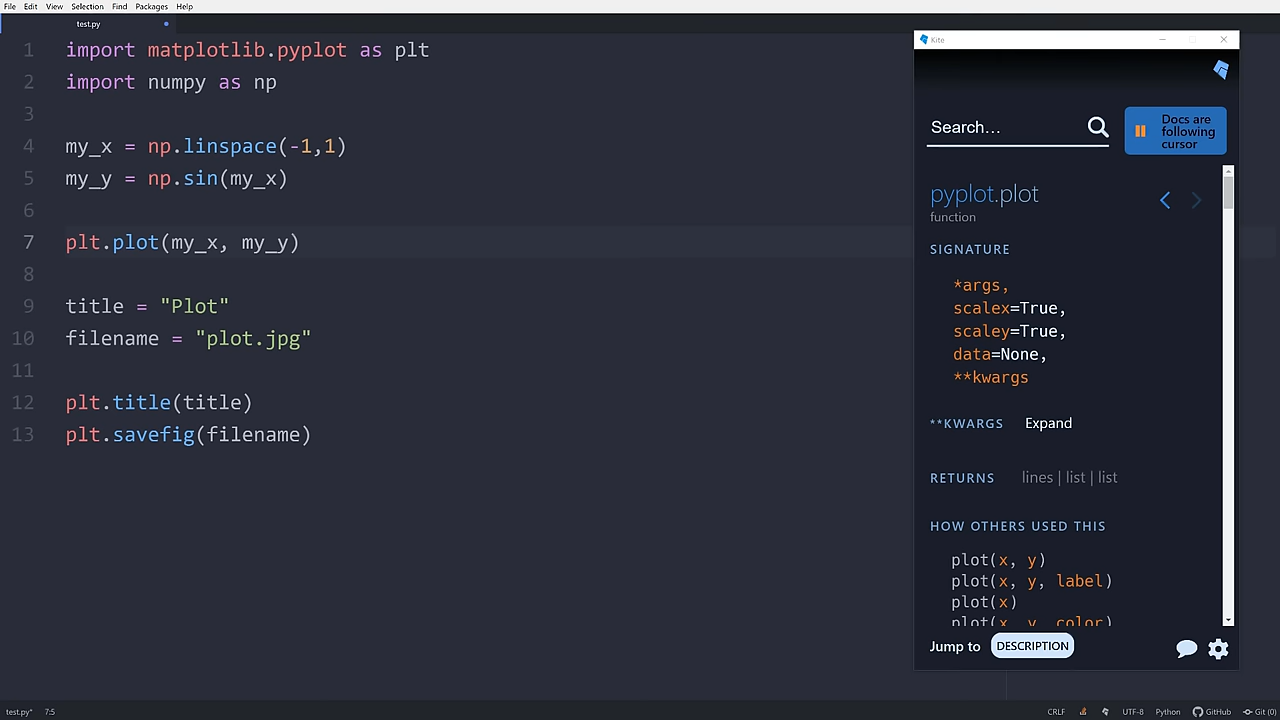 File Edit View Selection Find Packages Help
test.py
1 import matplotlib.pyplot as plt
2 import numpy as np
3
4 my_x = np.linspace(-1,1)
5 my_y = np.sin(my_x)
6
7 plt.plot(my_x, my_y)
8
9 title = "Plot"
10 filename = "plot.jpg"
11
12 plt.title(title)
13 plt.savefig(filename)
Kite
Search...
Docs are
following
cursor
pyplot.plot
function
SIGNATURE
*args,
scalex=True,
scaley=True,
data=None,
**kwargs
**KWARGS Expand
RETURNS lines | list | list
HOW OTHERS USED THIS
plot(x, y)
plot(x, y, label)
plot(x)
plot(x, y, color)
Jump to DESCRIPTION
test.py* 7:5
CRLF UTF-8 Python GitHub Git (0)